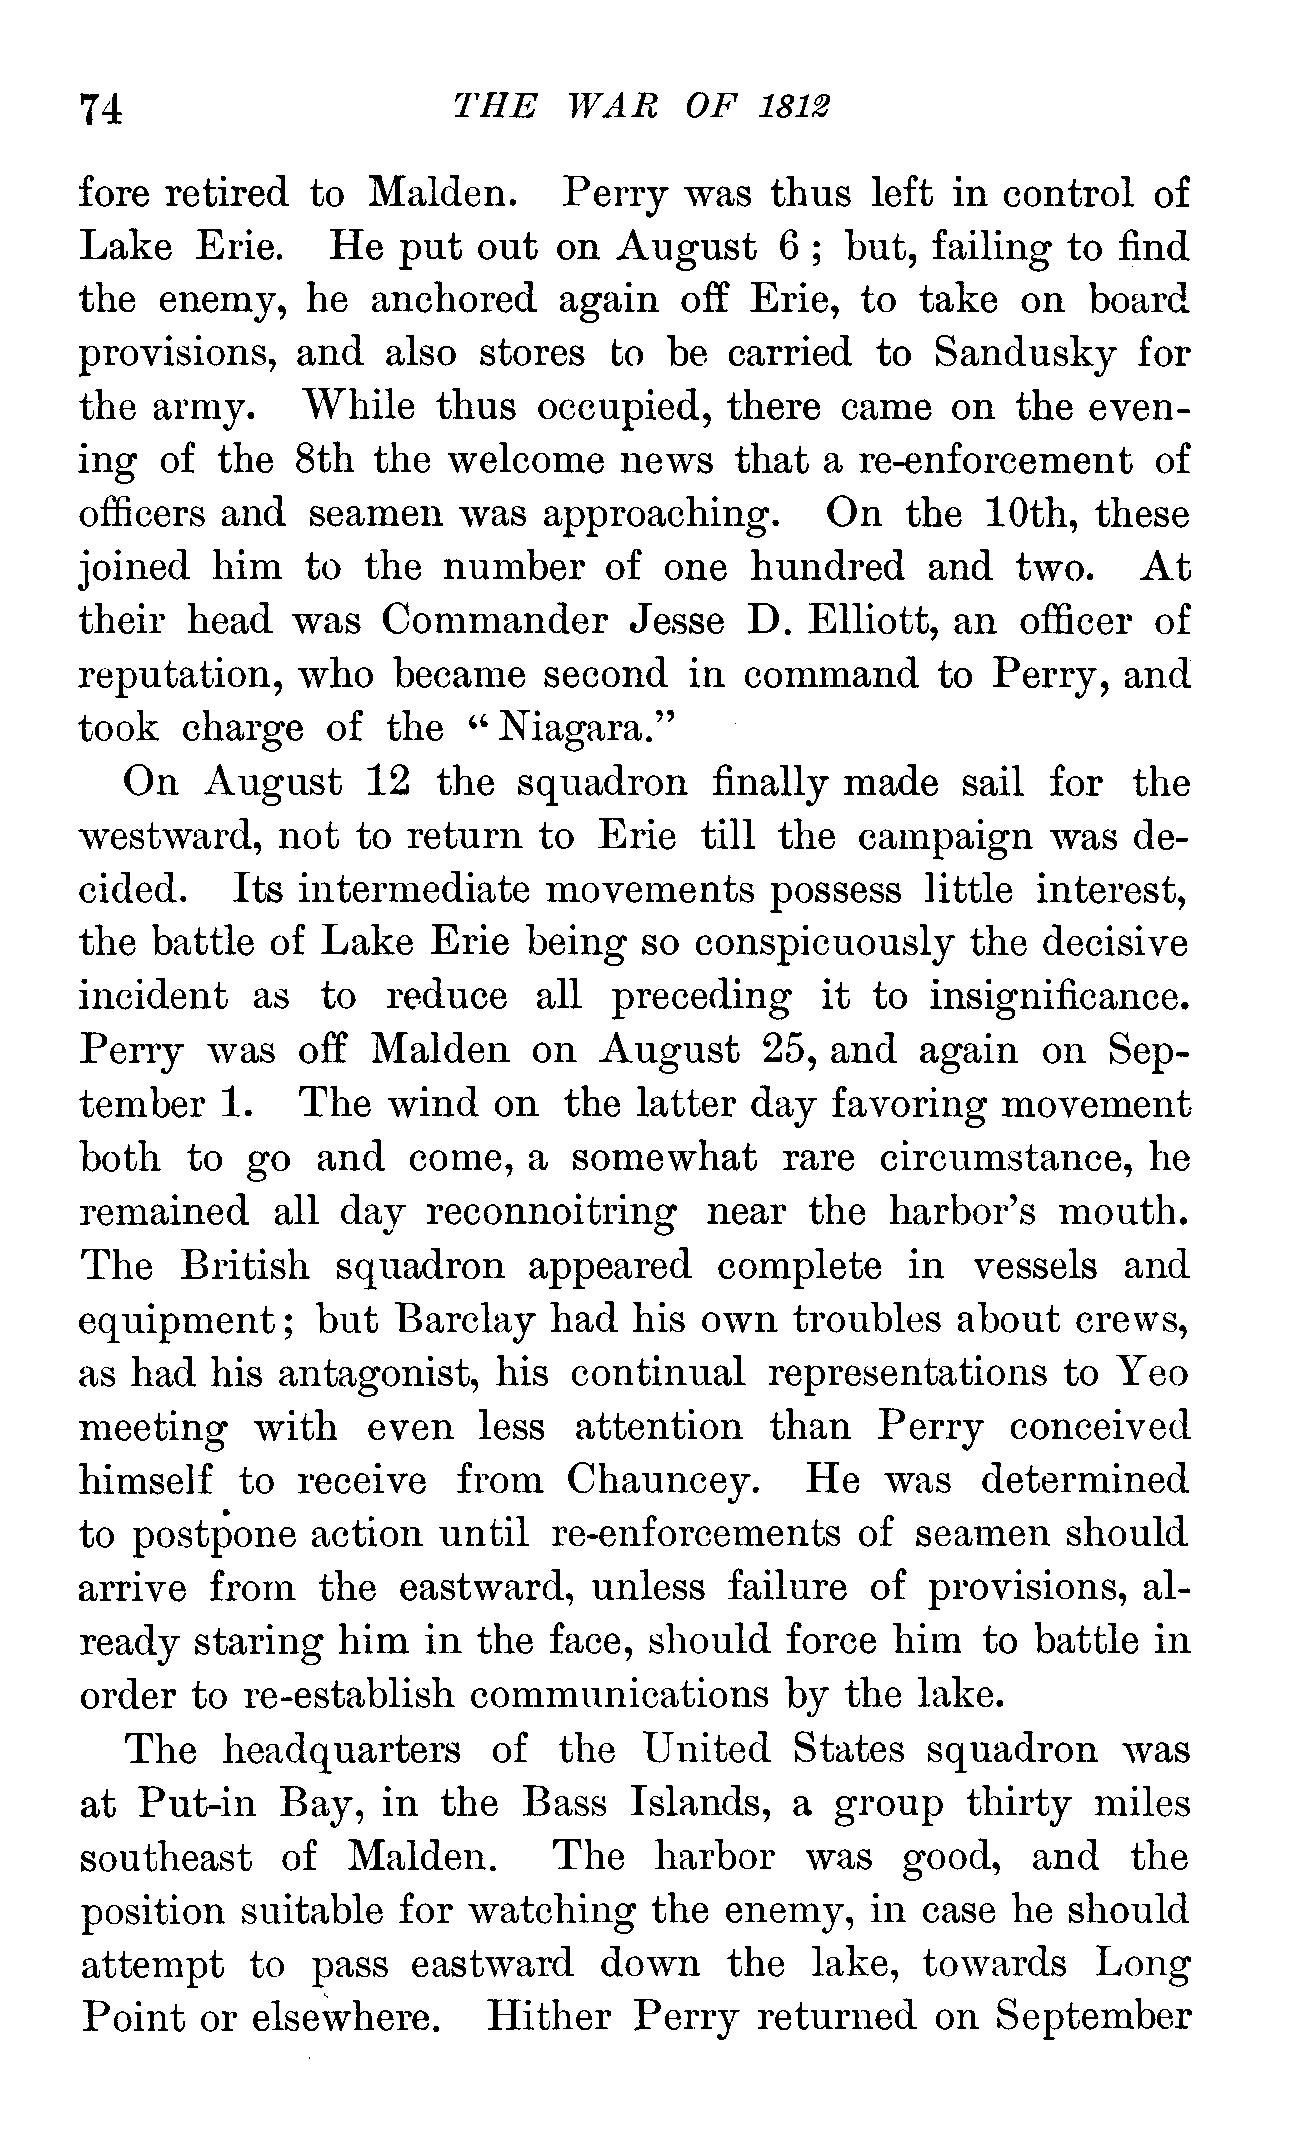 74 THE WAR OF 1812
fore retired to Malden. Perry was thus left in control of
Lake Erie. He put out on August 6 ; but, failing to find
the enemy, he anchored again off Erie, to take on board
provisions, and also stores to be carried to Sandusky for
the army. While thus occupied, there came on the even-
ing of the 8th the welcome news that a re-enforcement of
officers and seamen was approaching. On the 10th, these
joined him to the number of one hundred and two. At
their head was Commander Jesse D. Elliott, an officer of
reputation, who became second in command to Perry, and
took charge of the “ Niagara.”
On August 12 the squadron finally made sail for the
westward, not to return to Erie till the campaign was de-
cided. Its intermediate movements possess little interest,
the battle of Lake Erie being so conspicuously the decisive
incident as to reduce all preceding it to insignificance.
Perry was off Malden on August 25, and again on Sep-
tember 1. The wind on the latter day favoring movement
both to go and come, a somewhat rare circumstance, he
remained all day reconnoitring near the harbor’s mouth.
The British squadron appeared complete in vessels and
equipment ; but Barclay had his own troubles about crews,
as had his antagonist, his continual representations to Yeo
meeting with even less attention than Perry conceived
himself to receive from Chauncey. He was determined
to postpone action until re-enforcements of seamen should
arrive from the eastward, unless failure of provisions, al-
ready staring him in the face, should force him to battle in
order to re-establish communications by the lake.
The headquarters of the United States squadron was
at Put-in Bay, in the Bass Islands, a group thirty miles
southeast of Malden. The harbor was good, and the
position suitable for watching the enemy, in case he should
attempt to pass eastward down the lake, towards Long
Point or elsewhere. Hither Perry returned on September